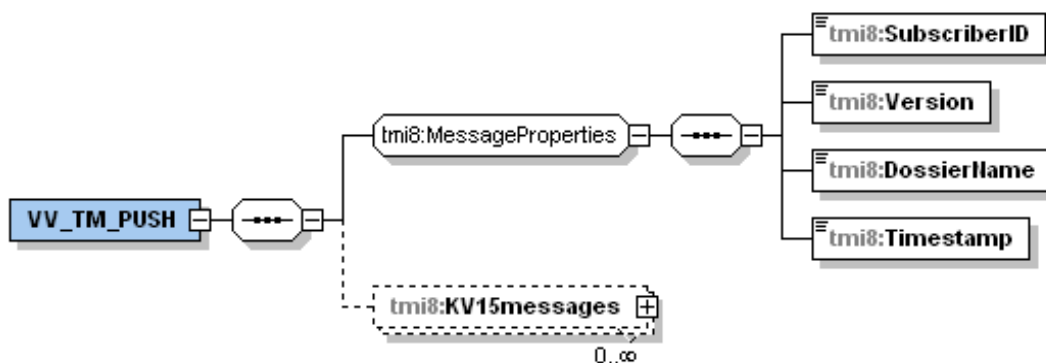 tmi8:SubscriberID
tmi8:Version
tmi8:MessageProperties
tmi8:DossierName
VV_TM_PUSH
tmi8:Timestamp
tmi8:KV15messages
0..∞